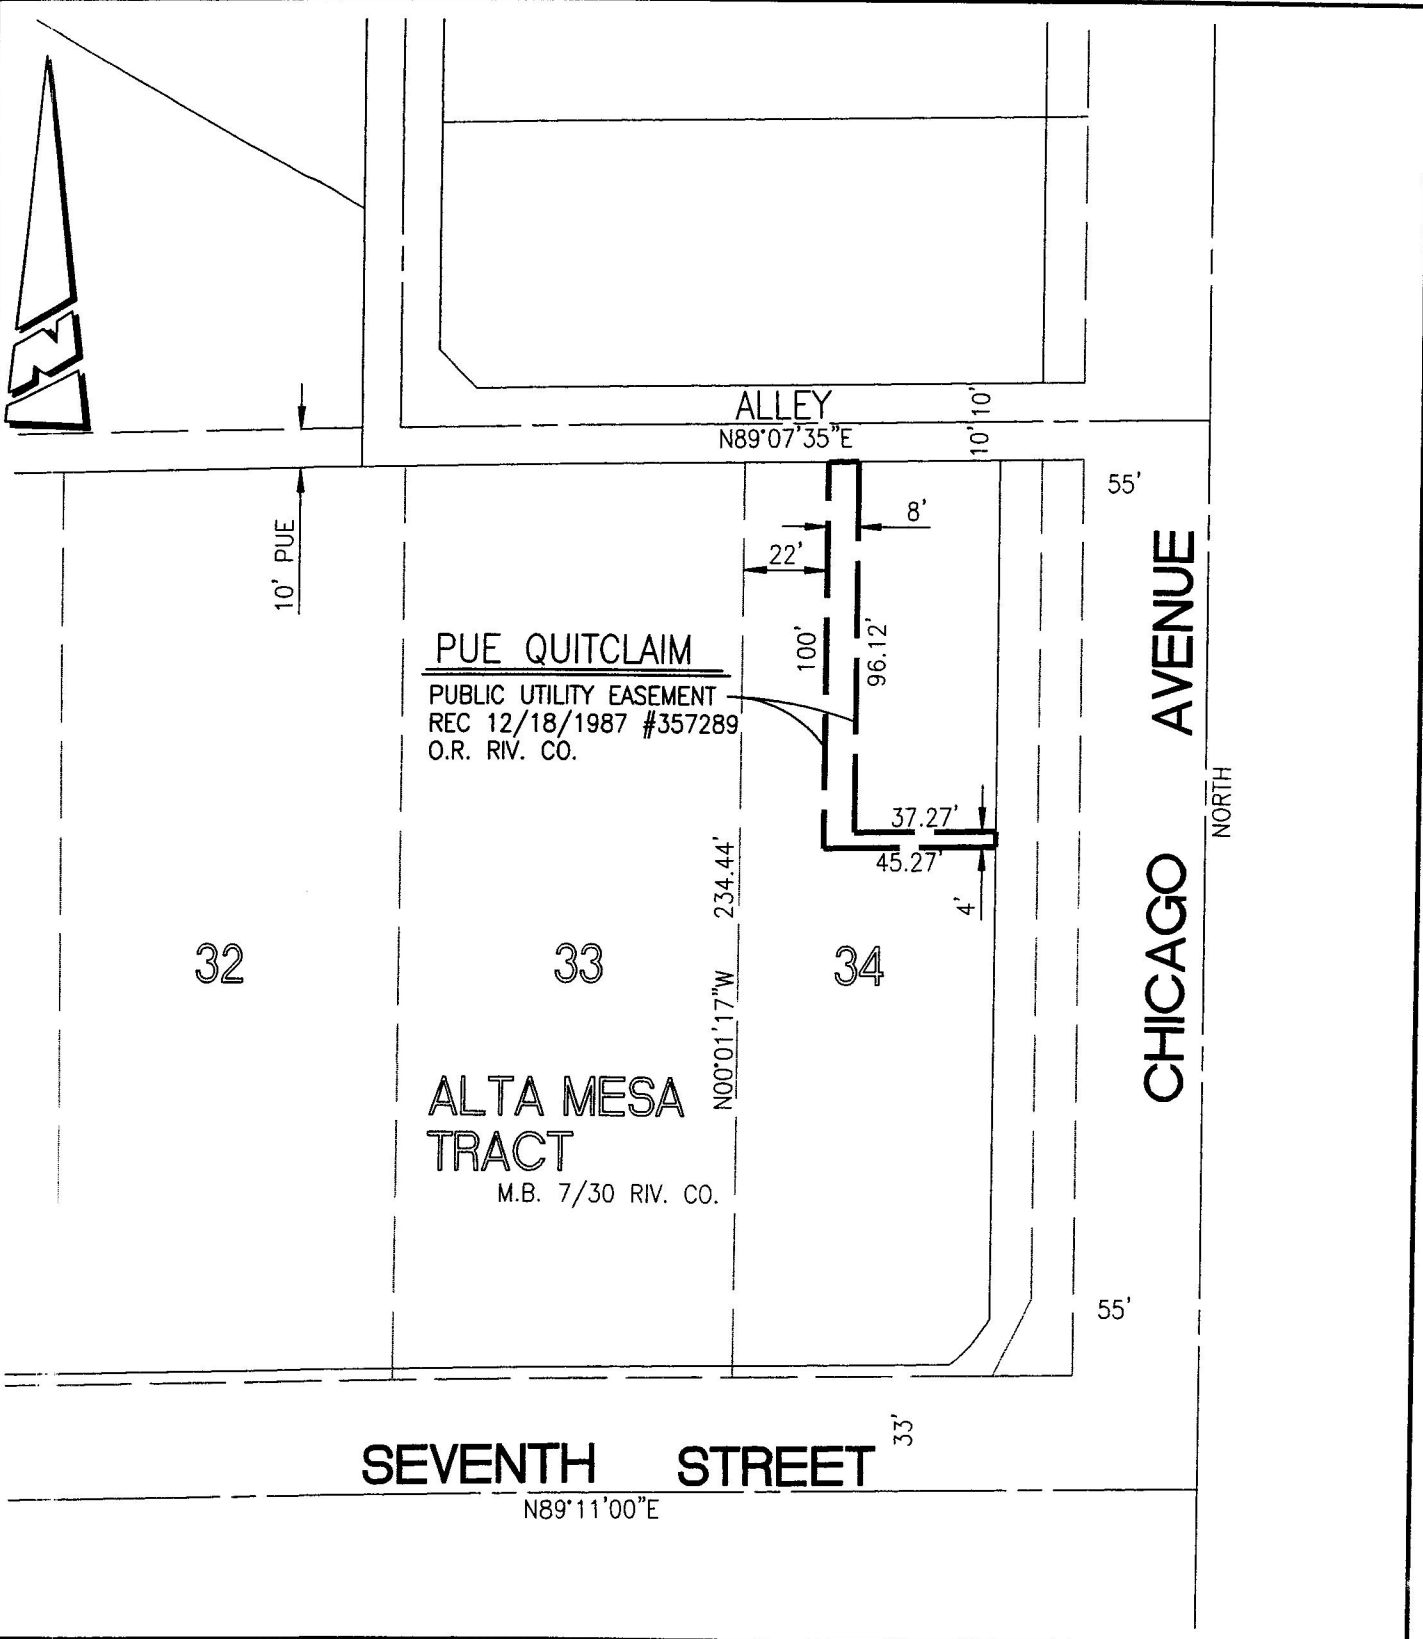 N
ALLEY
N89°07'35"E
10'
10'
55'
8'
22'
10' PUE
100'
96.12'
PUE QUITCLAIM
PUBLIC UTILITY EASEMENT
REC 12/18/1987 #357289
O.R. RIV. CO.
37.27'
45.27'
4'
N00°01'17"W 234.44'
32
33
34
ALTA MESA
TRACT
M.B. 7/30 RIV. CO.
CHICAGO AVENUE
NORTH
55'
33'
SEVENTH STREET
N89°11'00"E